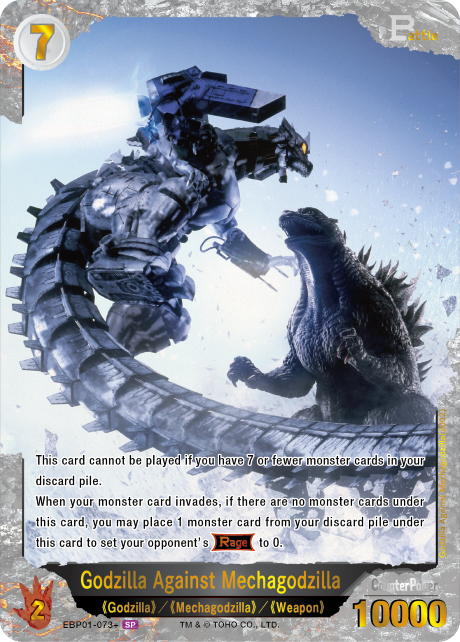 7
Battle
This card cannot be played if you have 7 or fewer monster cards in your
discard pile.
When your monster card invades, if there are no monster cards under
this card, you may place 1 monster card from your discard pile under
this card to set your opponent's Rage to 0.
Godzilla Against Mechagodzilla
CounterPower
《Godzilla》/《Mechagodzilla》/《Weapon》
2
10000
EBP01-073+ SP TM & © TOHO CO., LTD.